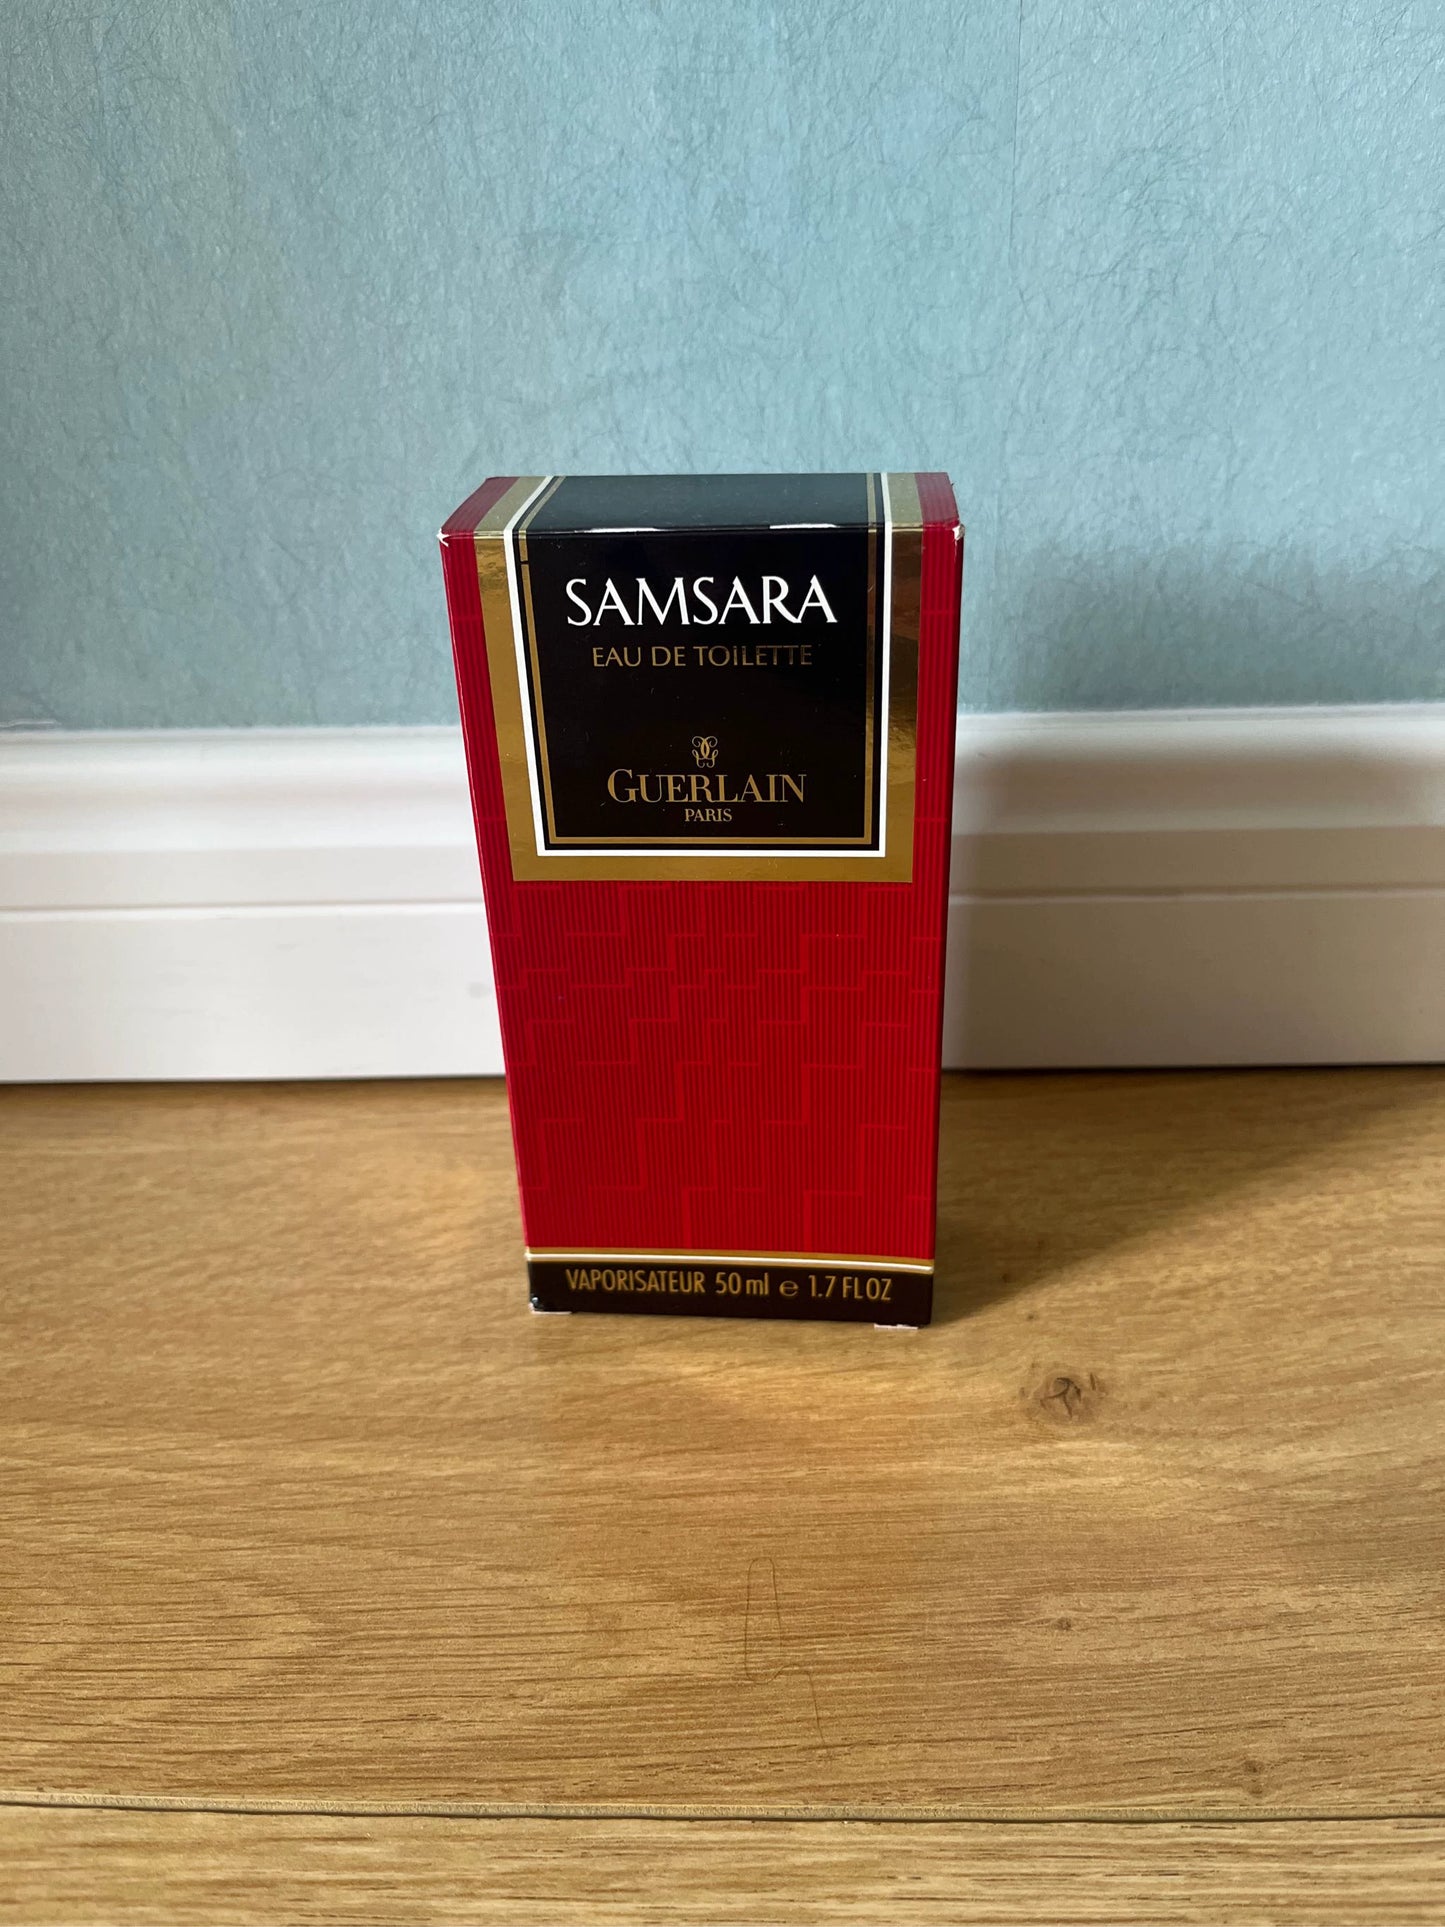 SAMSARA
EAU DE TOILETTE
GUERLAIN
PARIS
VAPORISATEUR 50 ml ℮ 1.7 FL OZ